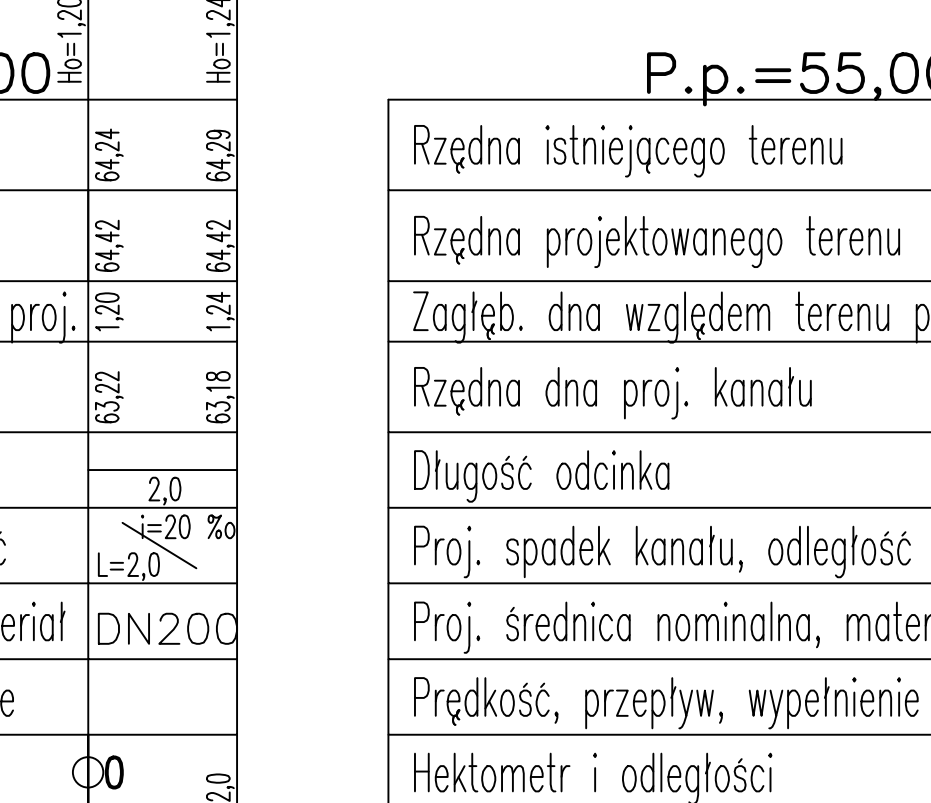 Ho=1,20 Ho=1,24
00 P.p.=55,00
64,24 64,29 Rzędna istniejącego terenu
64,42 64,42 Rzędna projektowanego terenu
proj. 1,20 1,24 Zagłęb. dna względem terenu p
63,22 63,18 Rzędna dna proj. kanału
Długość odcinka
2,0
i=20 ‰
L=2,0
ć Proj. spadek kanału, odległość
eriał DN200 Proj. średnica nominalna, mater
e Prędkość, przepływ, wypełnienie
0 2,0 Hektometr i odległości